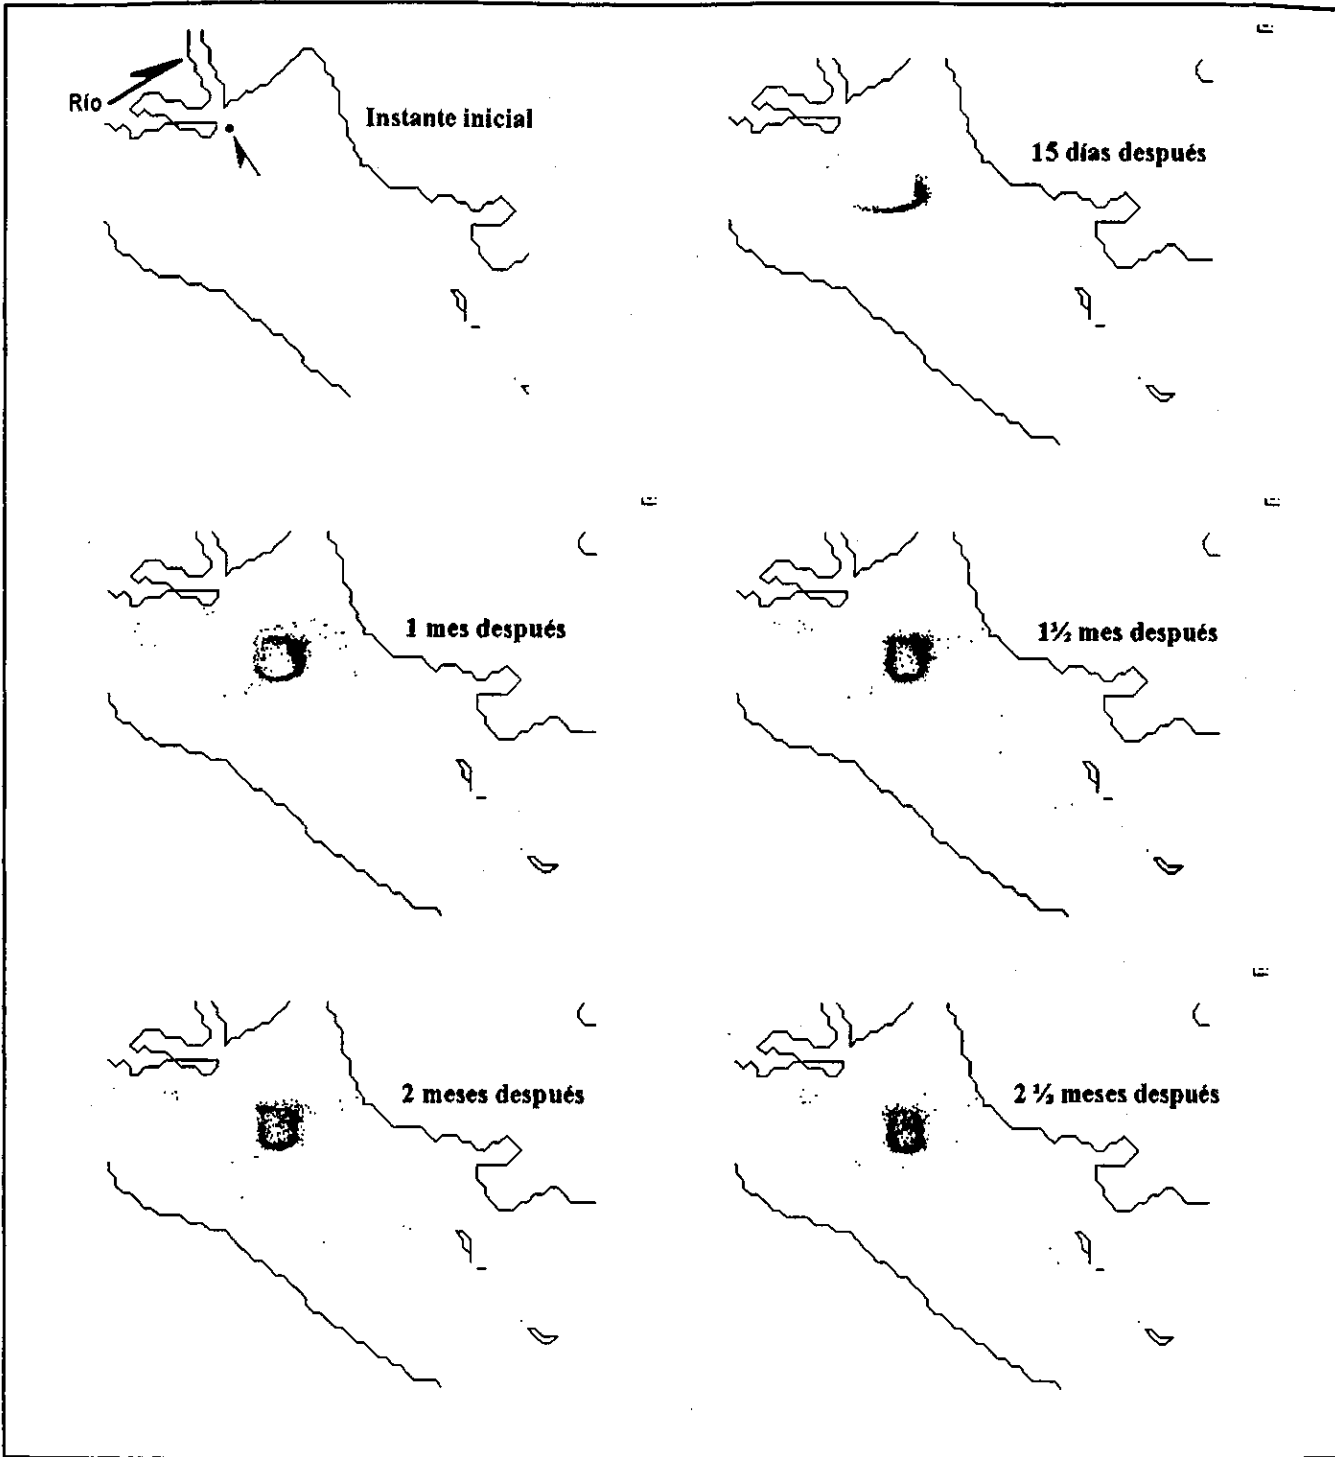 Río
Instante inicial
15 días después
1 mes después
1½ mes después
2 meses después
2 ½ meses después